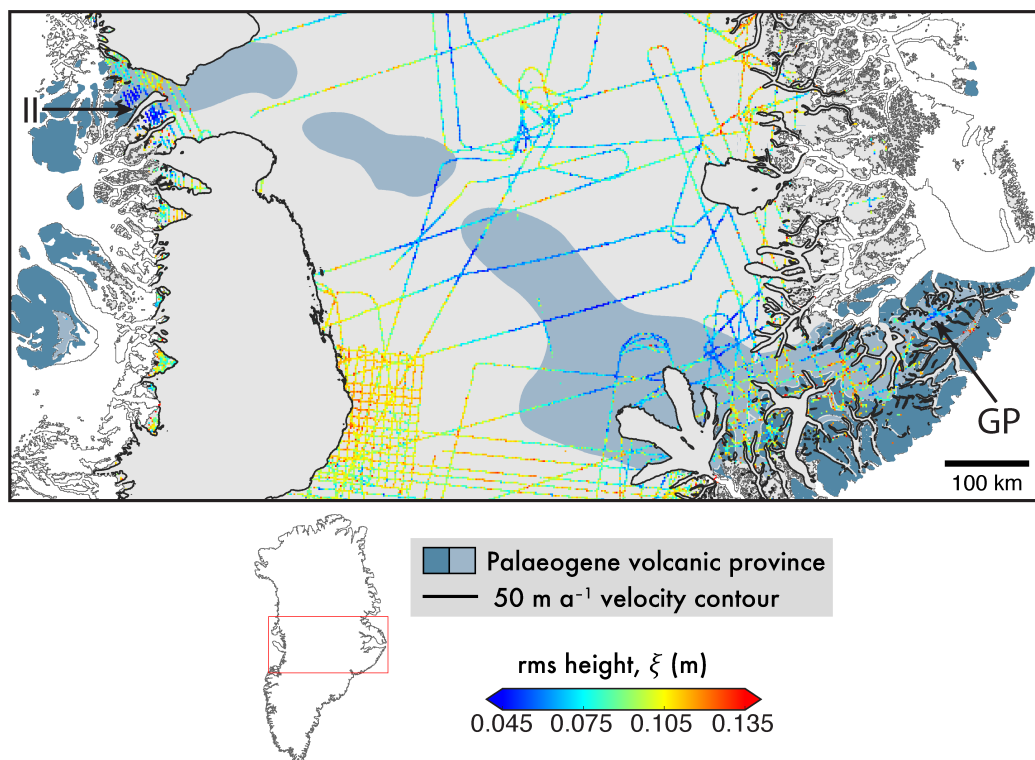 II
GP
100 km
Palaeogene volcanic province
50 m a⁻¹ velocity contour
rms height, ξ (m)
0.045 0.075 0.105 0.135